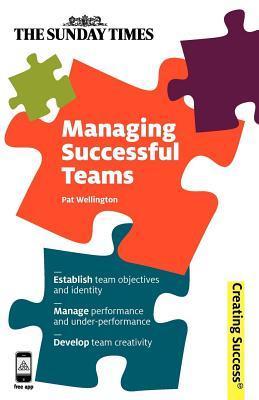 THE SUNDAY TIMES
Managing
Successful
Teams
Pat Wellington
Establish team objectives
and identity
Manage performance
and under-performance
Develop team creativity
Creating Success
free app